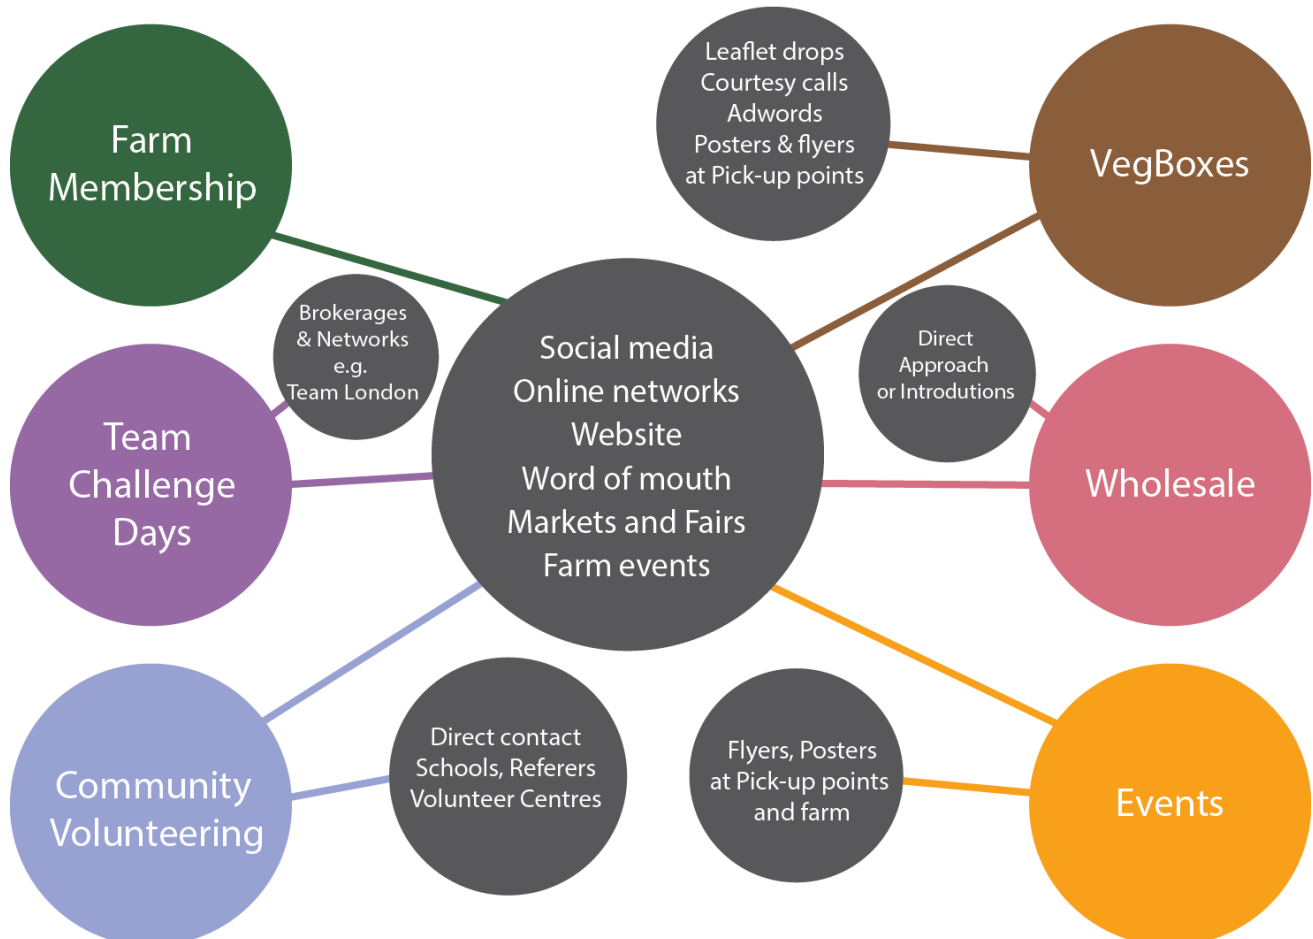 Farm
Membership
Leaflet drops
Courtesy calls
Adwords
Posters & flyers
at Pick-up points
VegBoxes
Brokerages
& Networks
e.g.
Team London
Social media
Online networks
Website
Word of mouth
Markets and Fairs
Farm events
Direct
Approach
or Introdutions
Team
Challenge
Days
Wholesale
Community
Volunteering
Direct contact
Schools, Referers
Volunteer Centres
Flyers, Posters
at Pick-up points
and farm
Events